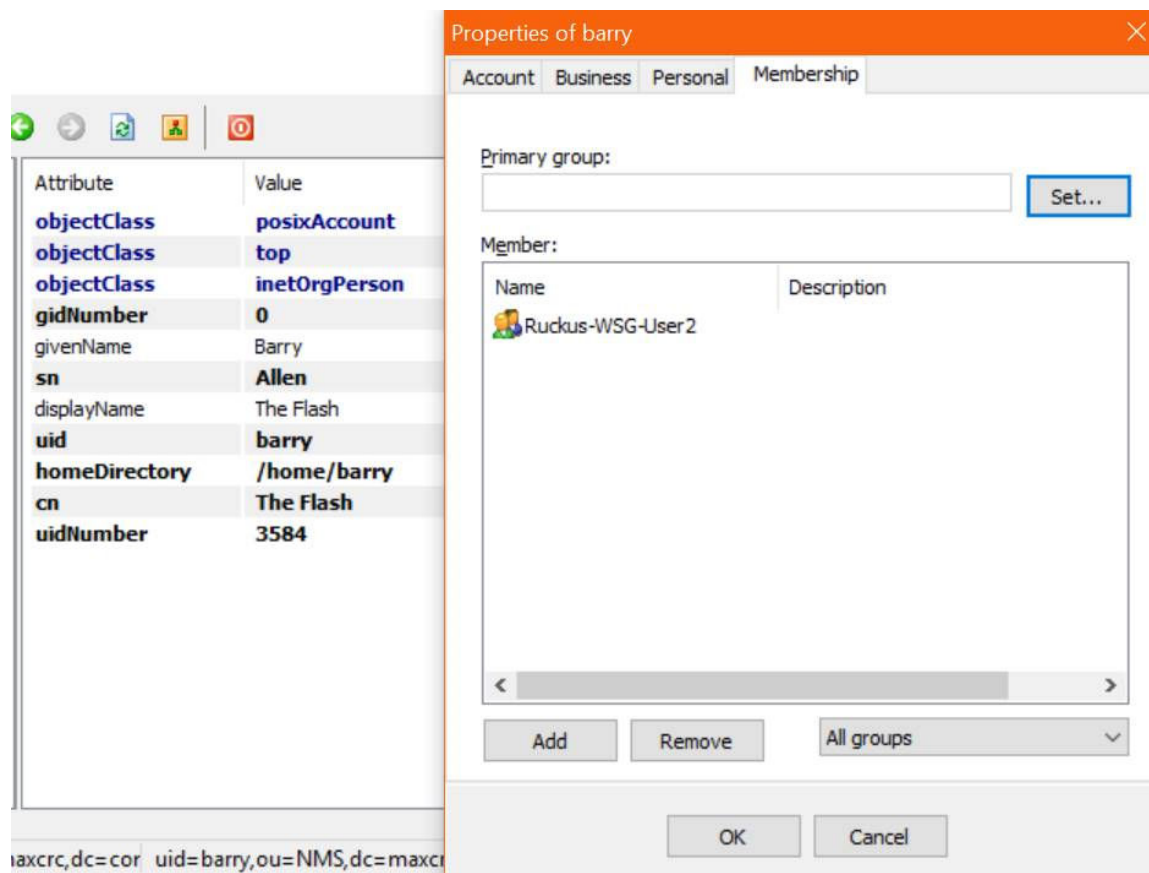 Properties of barry
Account Business Personal Membership
Primary group:
Set...
Member:
Name Description
Ruckus-WSG-User2
Add Remove All groups
OK Cancel
Attribute Value
objectClass posixAccount
objectClass top
objectClass inetOrgPerson
gidNumber 0
givenName Barry
sn Allen
displayName The Flash
uid barry
homeDirectory /home/barry
cn The Flash
uidNumber 3584
axcrc,dc=cor uid=barry,ou=NMS,dc=maxcr